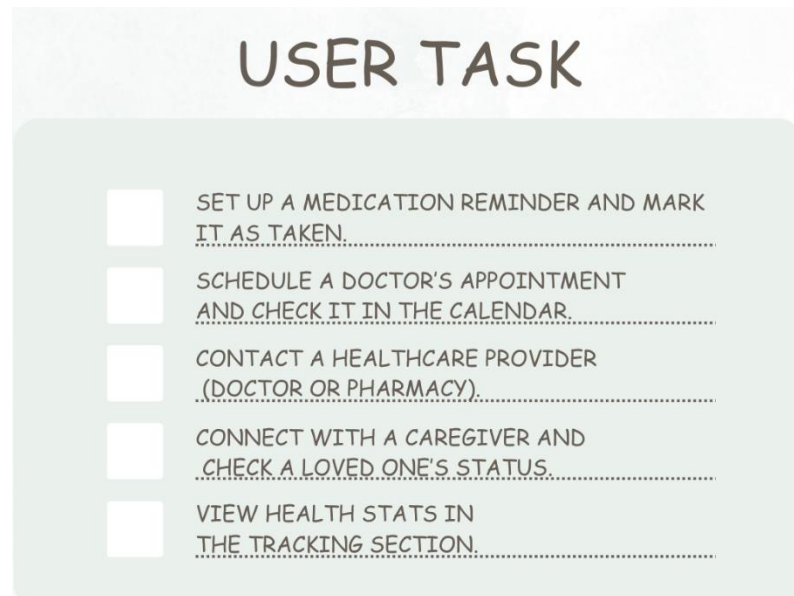 USER TASK
SET UP A MEDICATION REMINDER AND MARK
IT AS TAKEN.
SCHEDULE A DOCTOR'S APPOINTMENT
AND CHECK IT IN THE CALENDAR.
CONTACT A HEALTHCARE PROVIDER
(DOCTOR OR PHARMACY).
CONNECT WITH A CAREGIVER AND
CHECK A LOVED ONE'S STATUS.
VIEW HEALTH STATS IN
THE TRACKING SECTION.